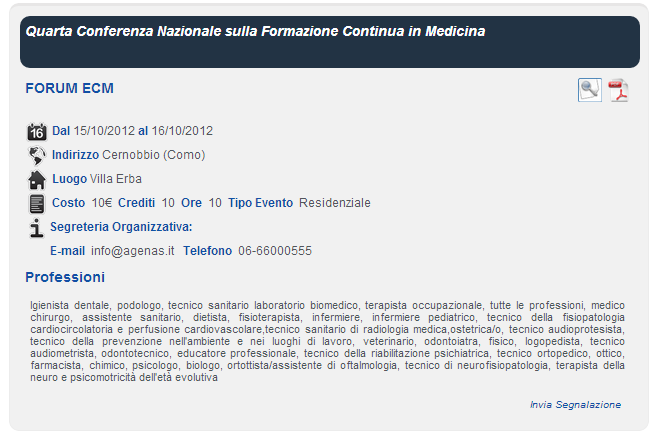 Quarta Conferenza Nazionale sulla Formazione Continua in Medicina
FORUM ECM
16 Dal 15/10/2012 al 16/10/2012
Indirizzo Cernobbio (Como)
Luogo Villa Erba
Costo 10€ Crediti 10 Ore 10 Tipo Evento Residenziale
Segreteria Organizzativa:
E-mail info@agenas.it Telefono 06-66000555
Professioni
Igienista dentale, podologo, tecnico sanitario laboratorio biomedico, terapista occupazionale, tutte le professioni, medico
chirurgo, assistente sanitario, dietista, fisioterapista, infermiere, infermiere pediatrico, tecnico della fisiopatologia
cardiocircolatoria e perfusione cardiovascolare,tecnico sanitario di radiologia medica,ostetrica/o, tecnico audioprotesista,
tecnico della prevenzione nell'ambiente e nei luoghi di lavoro, veterinario, odontoiatra, fisico, logopedista, tecnico
audiometrista, odontotecnico, educatore professionale, tecnico della riabilitazione psichiatrica, tecnico ortopedico, ottico,
farmacista, chimico, psicologo, biologo, ortottista/assistente di oftalmologia, tecnico di neurofisiopatologia, terapista della
neuro e psicomotricità dell'età evolutiva
Invia Segnalazione